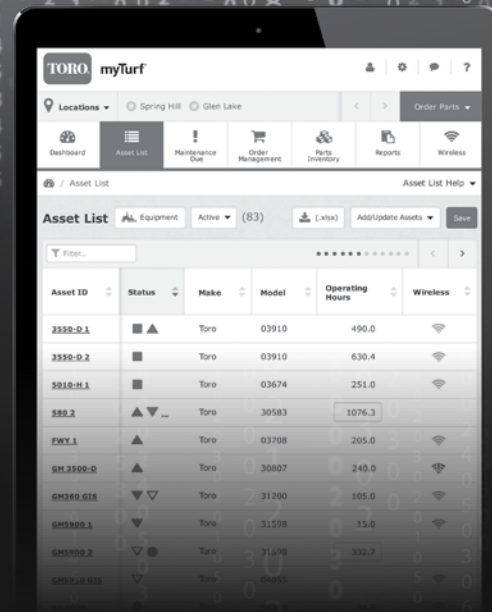 TORO myTurf
?
Locations Spring Hill Glen Lake < > Order Parts
Dashboard Asset List Maintenance Due Order Management Parts Inventory Reports Wireless
/ Asset List Asset List Help
Asset List Equipment Active (83) (.xlsx) Add/Update Assets Save
Filter... < >
Asset ID Status Make Model Operating Hours Wireless
3550-D 1 Toro 03910 490.0
3550-D 2 Toro 03910 630.4
5010-H 1 Toro 03674 251.0
580 2 ... Toro 30583 1076.3
FWY 1 Toro 03708 205.0
GM 3500-D Toro 30807 240.0
GM360 GIS Toro 31200 105.0
GM5900 1 Toro 31598 15.0
GM5900 2 Toro 31598 332.7
GM5910 GIS Toro